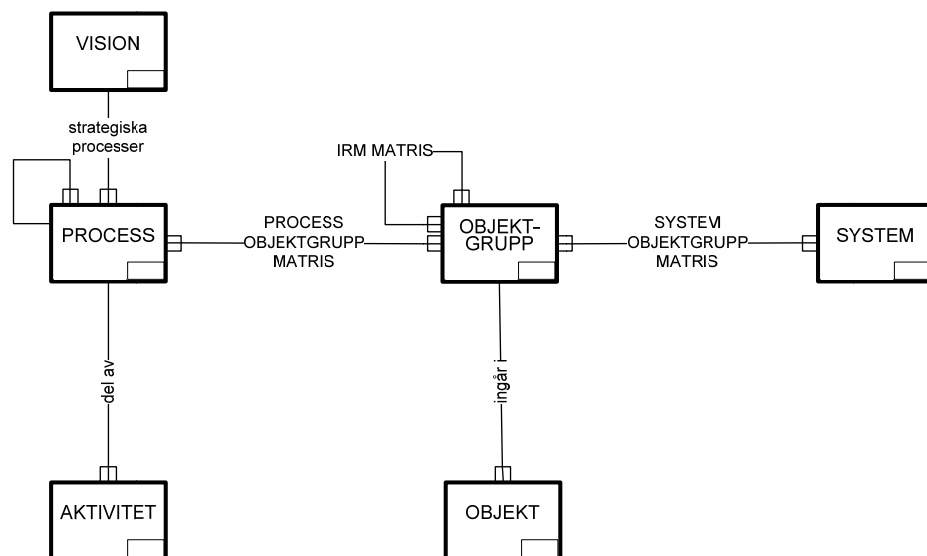 VISION
strategiska
processer
IRM MATRIS
PROCESS
PROCESS
OBJEKTGRUPP
MATRIS
OBJEKT-
GRUPP
SYSTEM
OBJEKTGRUPP
MATRIS
SYSTEM
del av
ingår i
AKTIVITET
OBJEKT